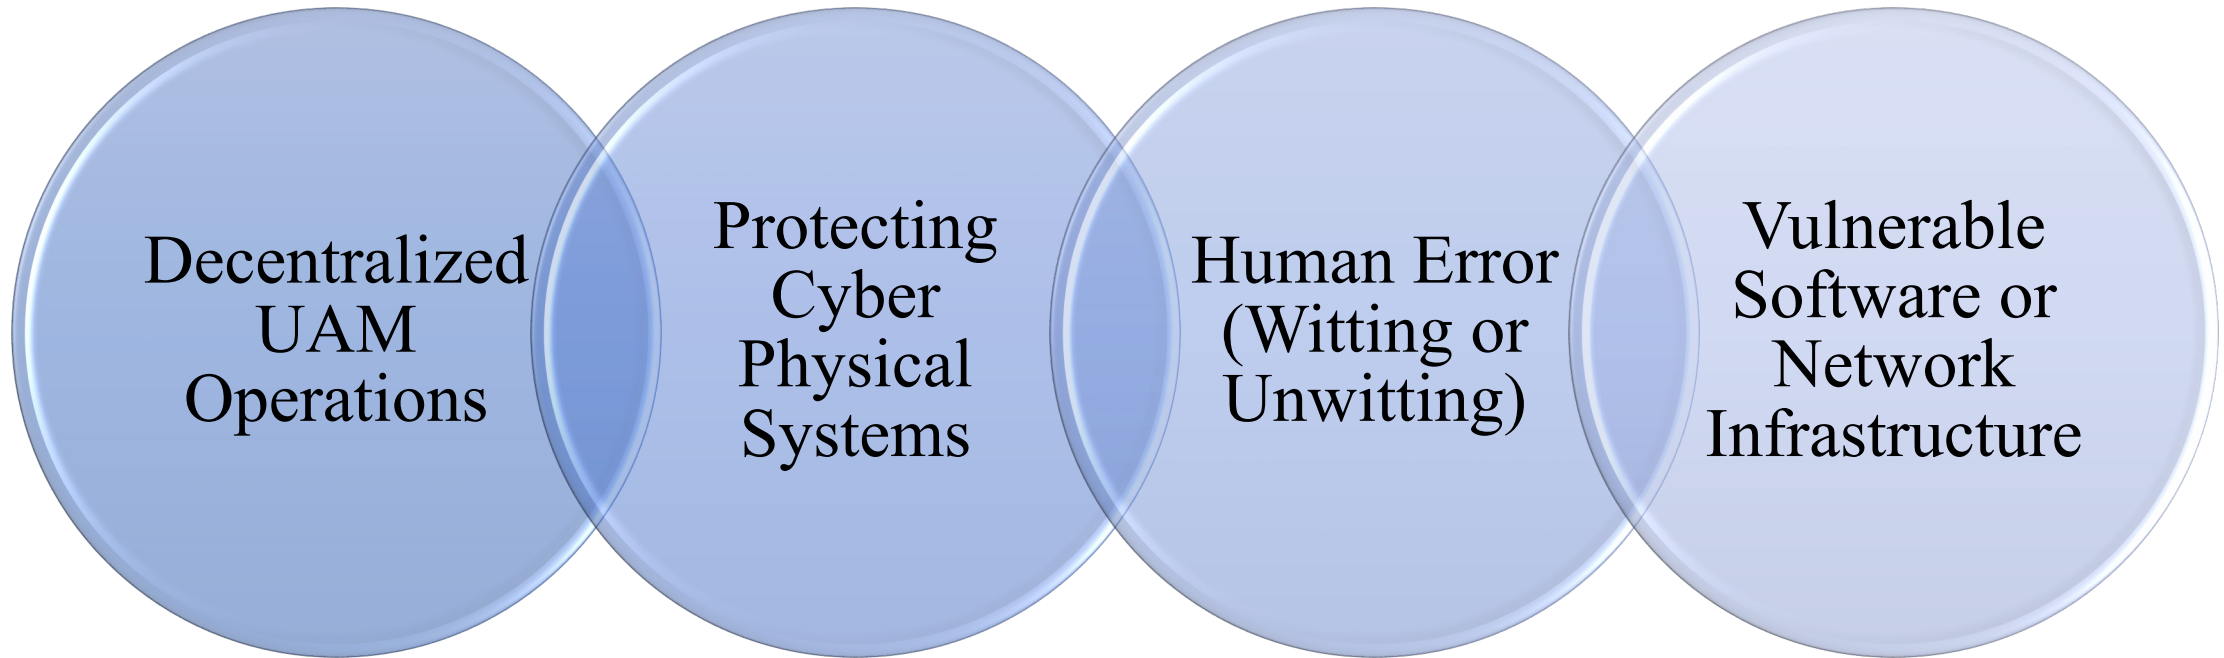 Decentralized
UAM
Operations
Protecting
Cyber
Physical
Systems
Human Error
(Witting or
Unwitting)
Vulnerable
Software or
Network
Infrastructure